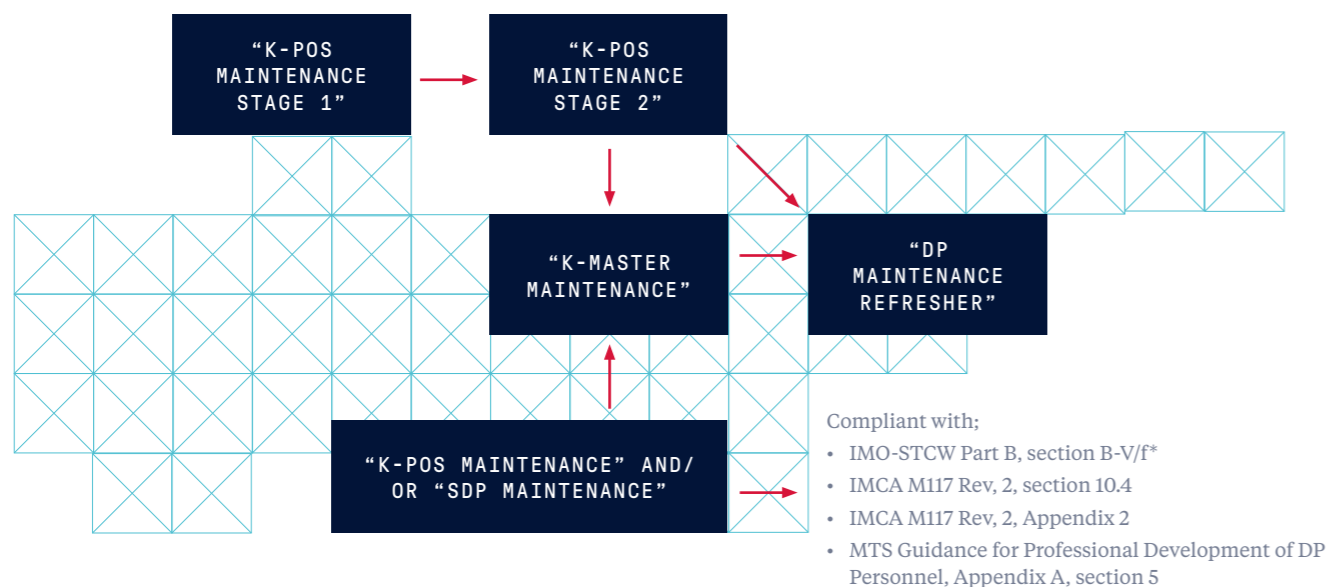 “K-POS
MAINTENANCE
STAGE 1”
“K-POS
MAINTENANCE
STAGE 2”
“K-MASTER
MAINTENANCE”
“DP
MAINTENANCE
REFRESHER”
“K-POS MAINTENANCE” AND/
OR “SDP MAINTENANCE”
Compliant with;
• IMO-STCW Part B, section B-V/f*
• IMCA M117 Rev, 2, section 10.4
• IMCA M117 Rev, 2, Appendix 2
• MTS Guidance for Professional Development of DP
Personnel, Appendix A, section 5